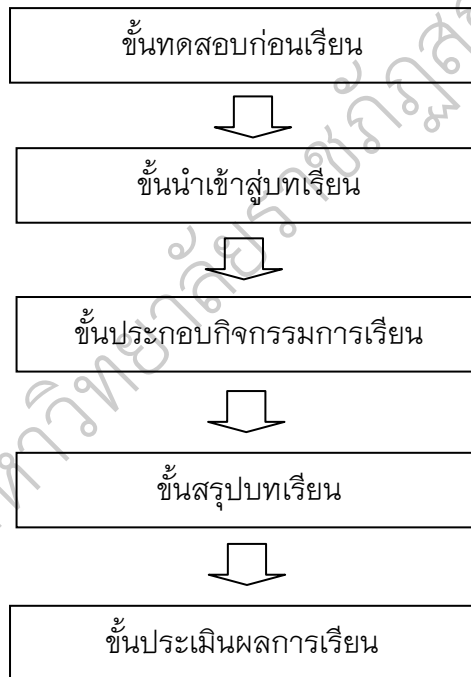 ขั้นทดสอบก่อนเรียน
ขั้นนำเข้าสู่บทเรียน
ขั้นประกอบกิจกรรมการเรียน
ขั้นสรุปบทเรียน
ขั้นประเมินผลการเรียน